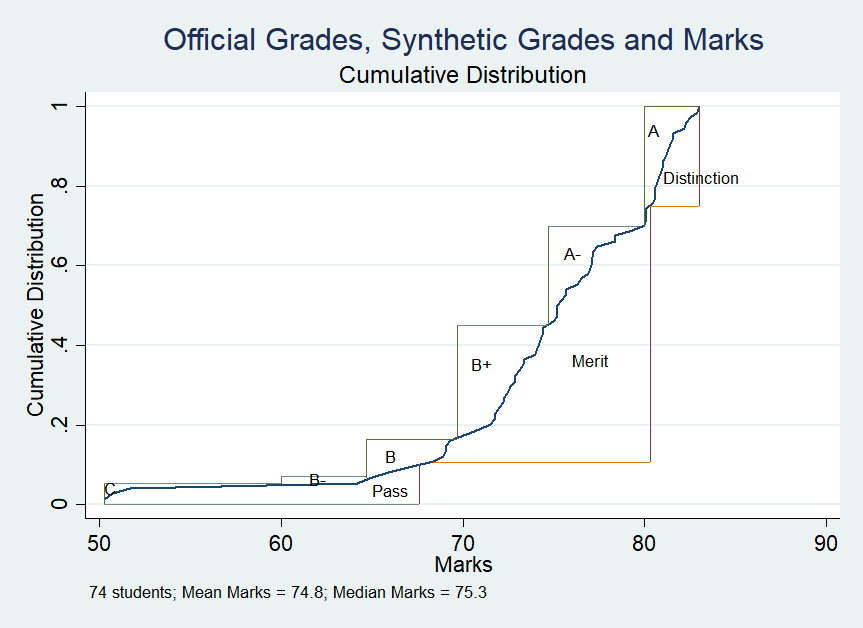 Official Grades, Synthetic Grades and Marks
Cumulative Distribution
Cumulative Distribution
1
.8
.6
.4
.2
0
A
Distinction
A-
Merit
B+
B
Pass
B-
C
50 60 70 80 90
Marks
74 students; Mean Marks = 74.8; Median Marks = 75.3